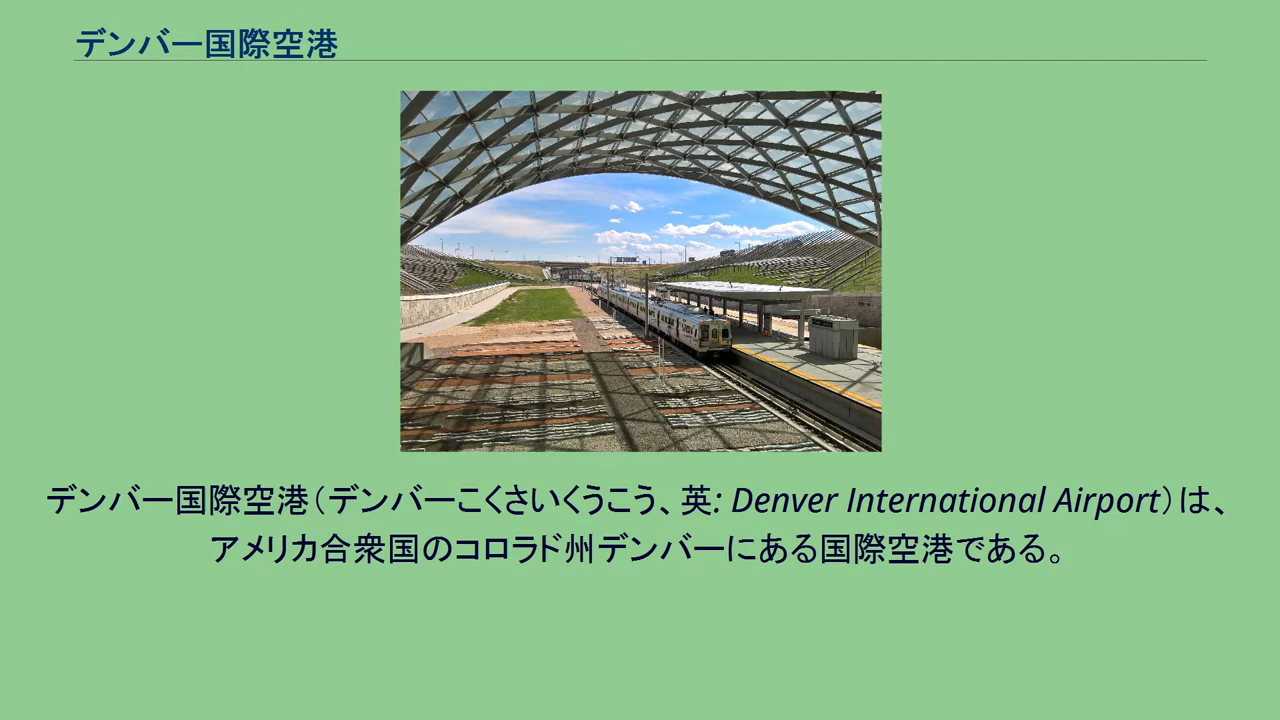 デンバー国際空港
デンバー国際空港（デンバーこくさいくうこう、英: Denver International Airport）は、
アメリカ合衆国のコロラド州デンバーにある国際空港である。